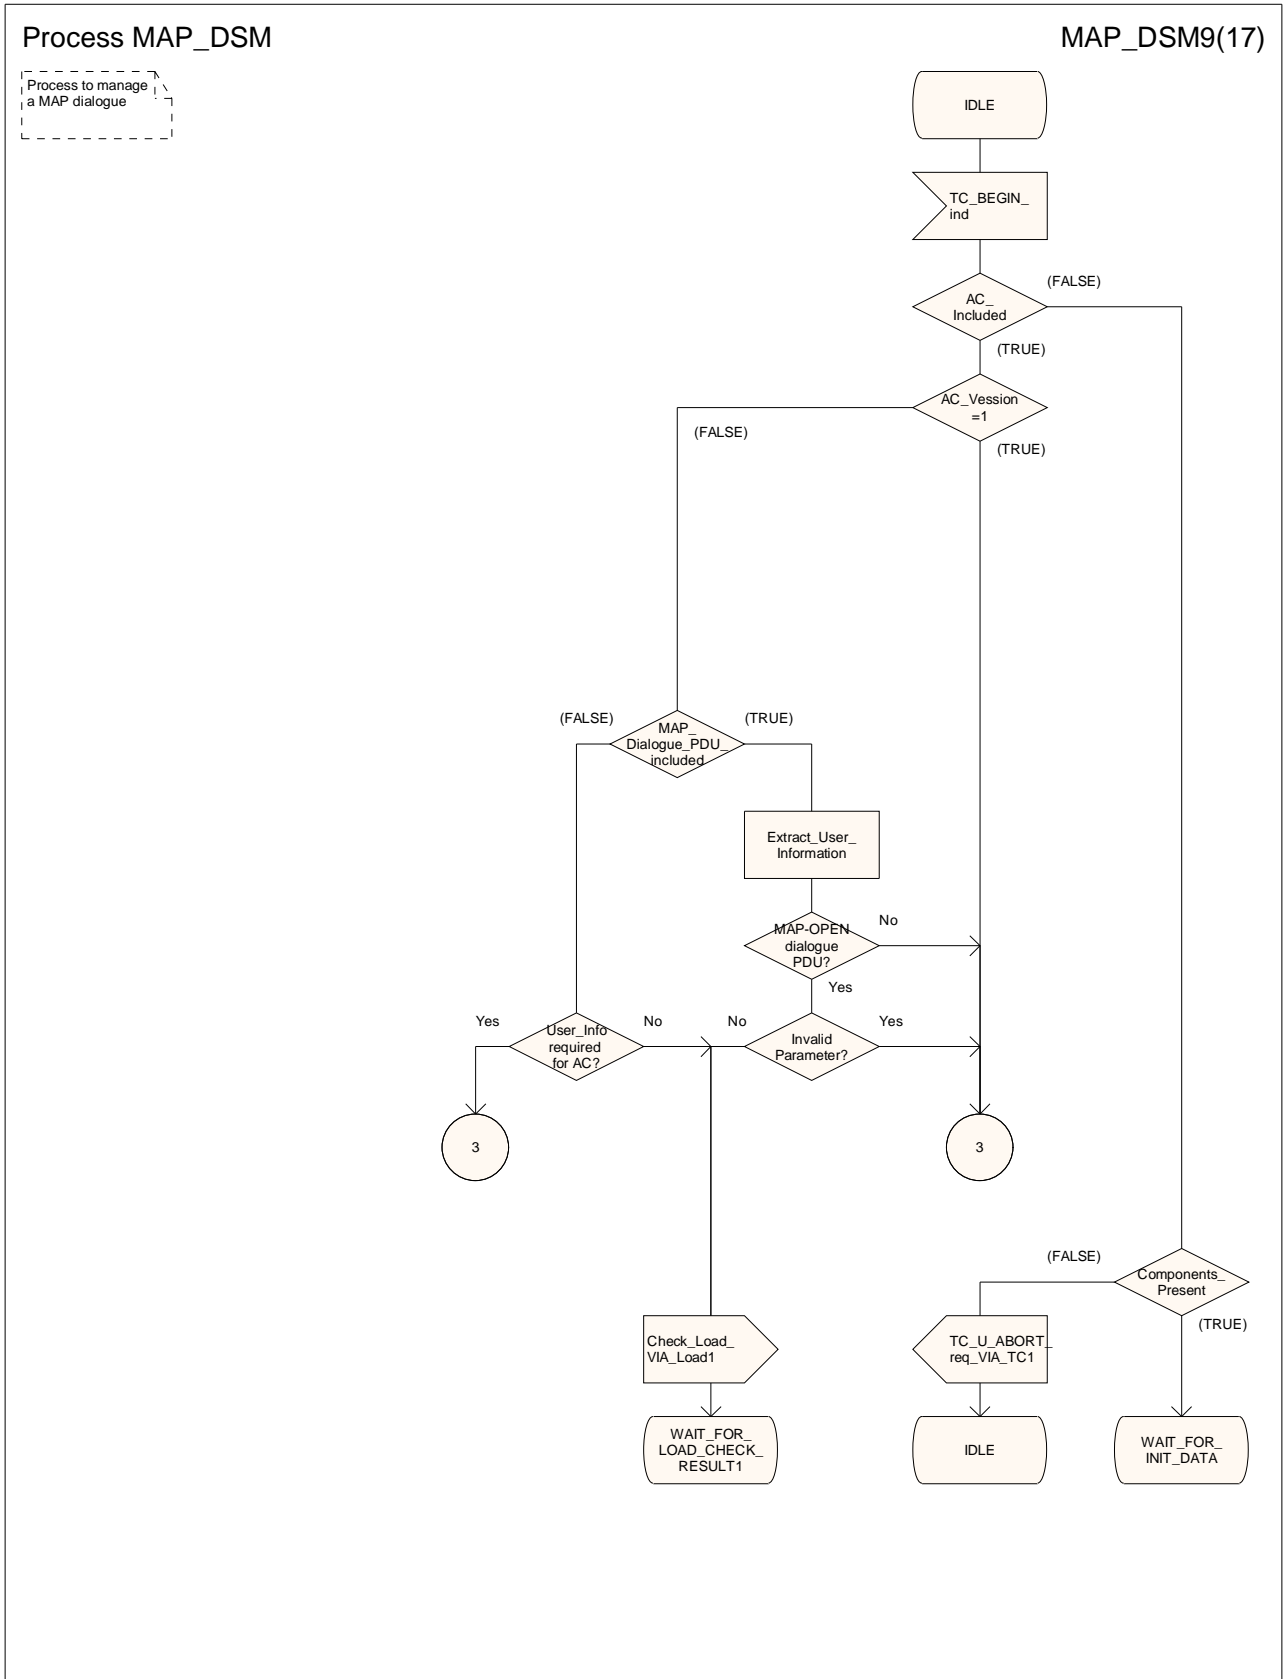 Process MAP_DSM
MAP_DSM9(17)
Process to manage
a MAP dialogue
IDLE
TC_BEGIN_
ind
(FALSE)
AC_
Included
(TRUE)
AC_Vession
=1
(FALSE)
(TRUE)
(FALSE)
(TRUE)
MAP_
Dialogue_PDU_
included
Extract_User_
Information
No
MAP-OPEN
dialogue
PDU?
Yes
Yes
No
No
Yes
User_Info
required
for AC?
Invalid
Parameter?
3
3
(FALSE)
Components_
Present
(TRUE)
Check_Load_
VIA_Load1
TC_U_ABORT_
req_VIA_TC1
WAIT_FOR_
LOAD_CHECK_
RESULT1
IDLE
WAIT_FOR_
INIT_DATA